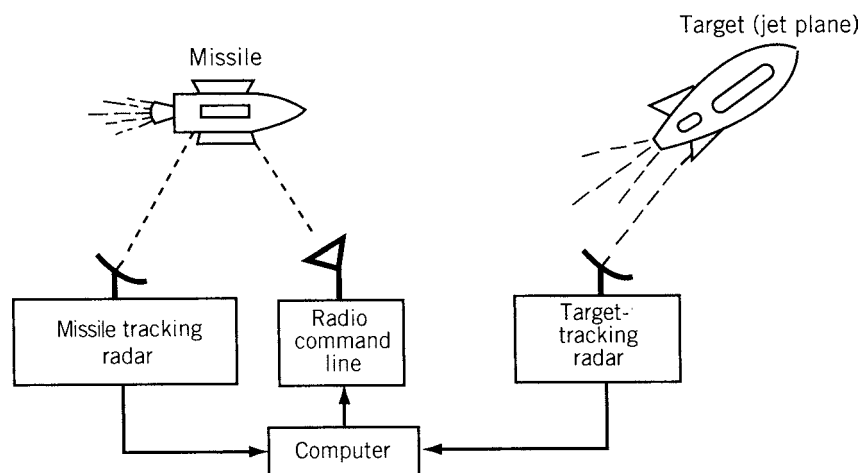 Target (jet plane)
Missile
Missile tracking
radar
Radio
command
line
Target-
tracking
radar
Computer